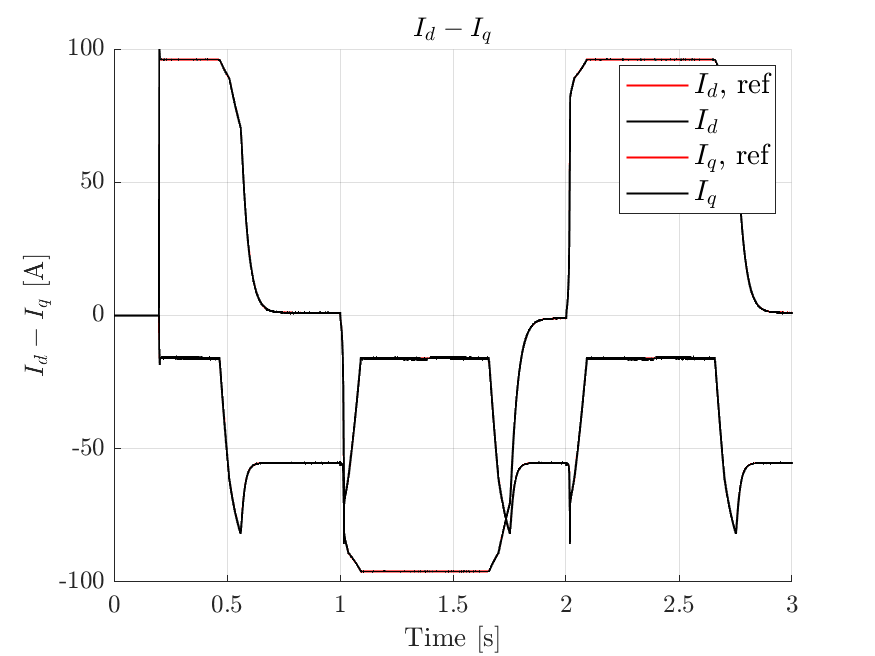 I_d − I_q
100
50
0
-50
-100
I_d − I_q [A]
I_d, ref
I_d
I_q, ref
I_q
0 0.5 1 1.5 2 2.5 3
Time [s]